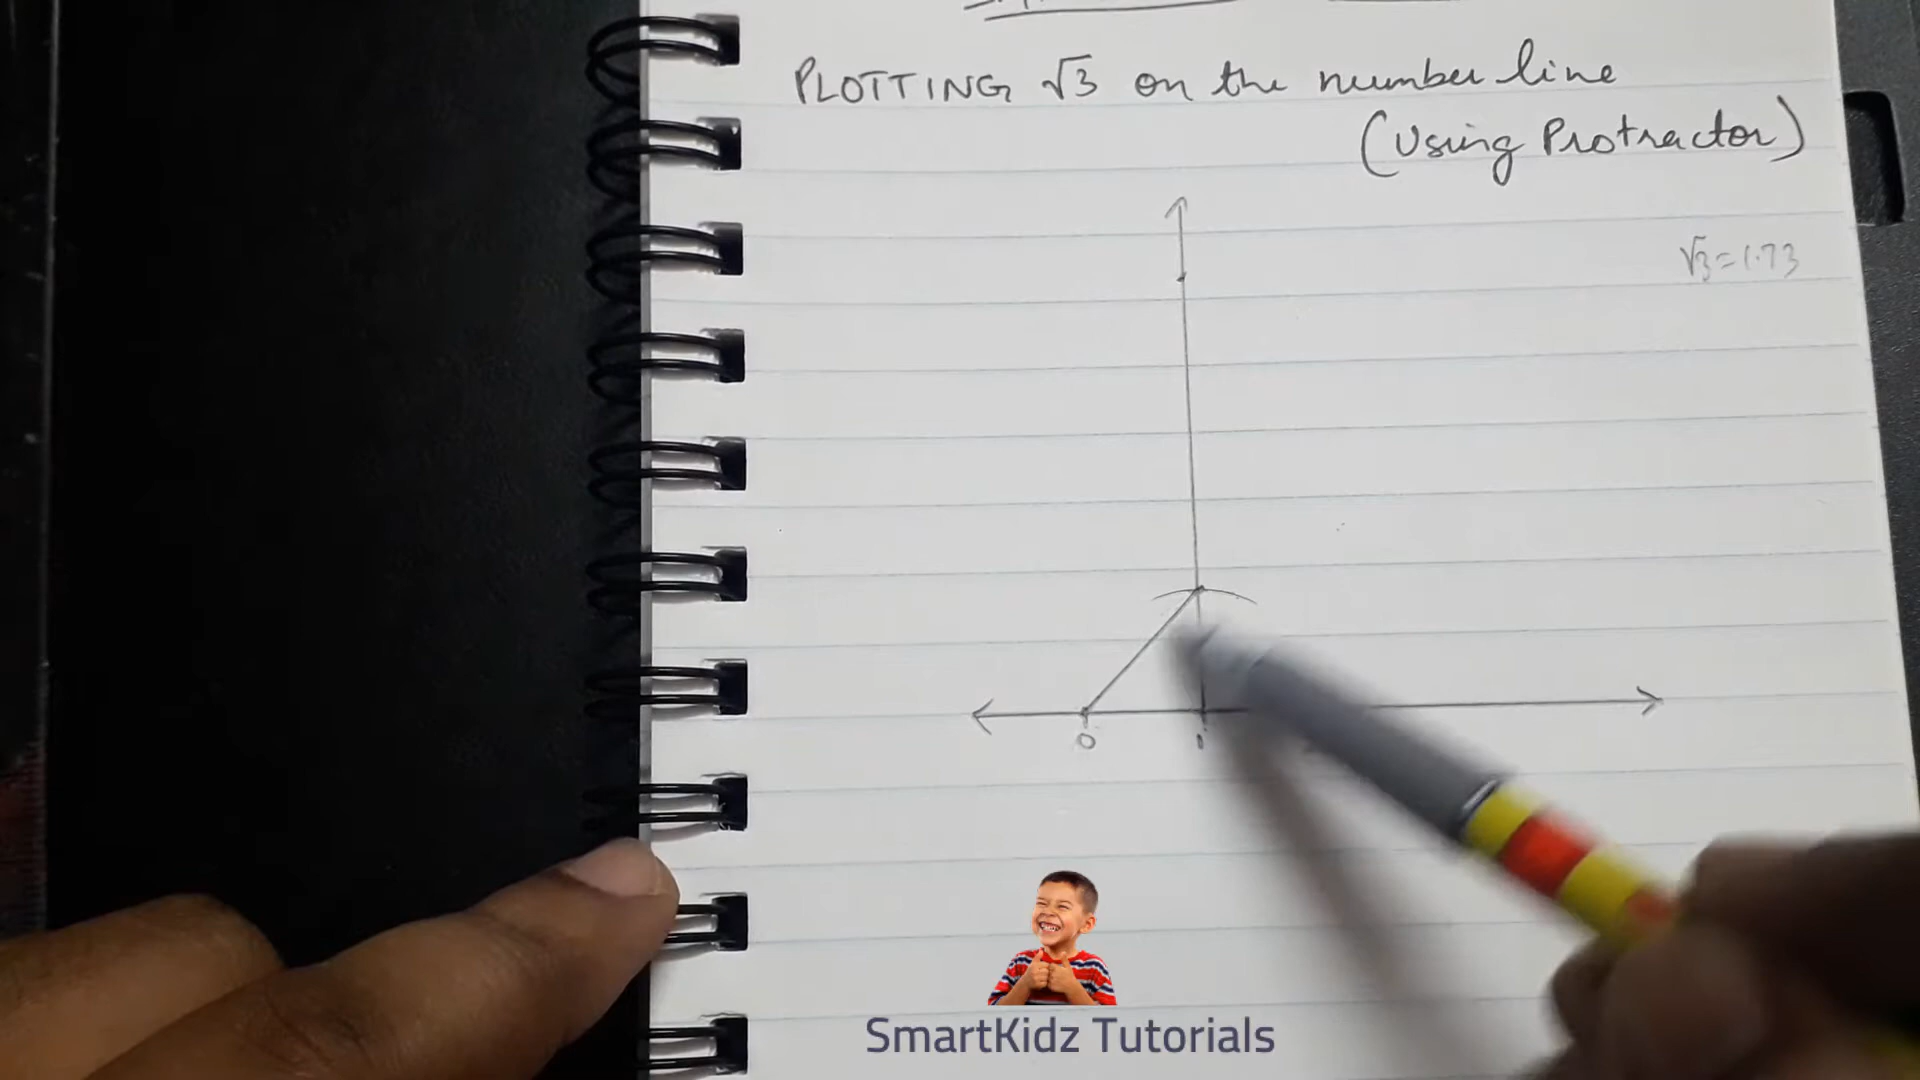 PLOTTING √3 on the number line
(Using Protractor)
√3=1.73
0 1
SmartKidz Tutorials